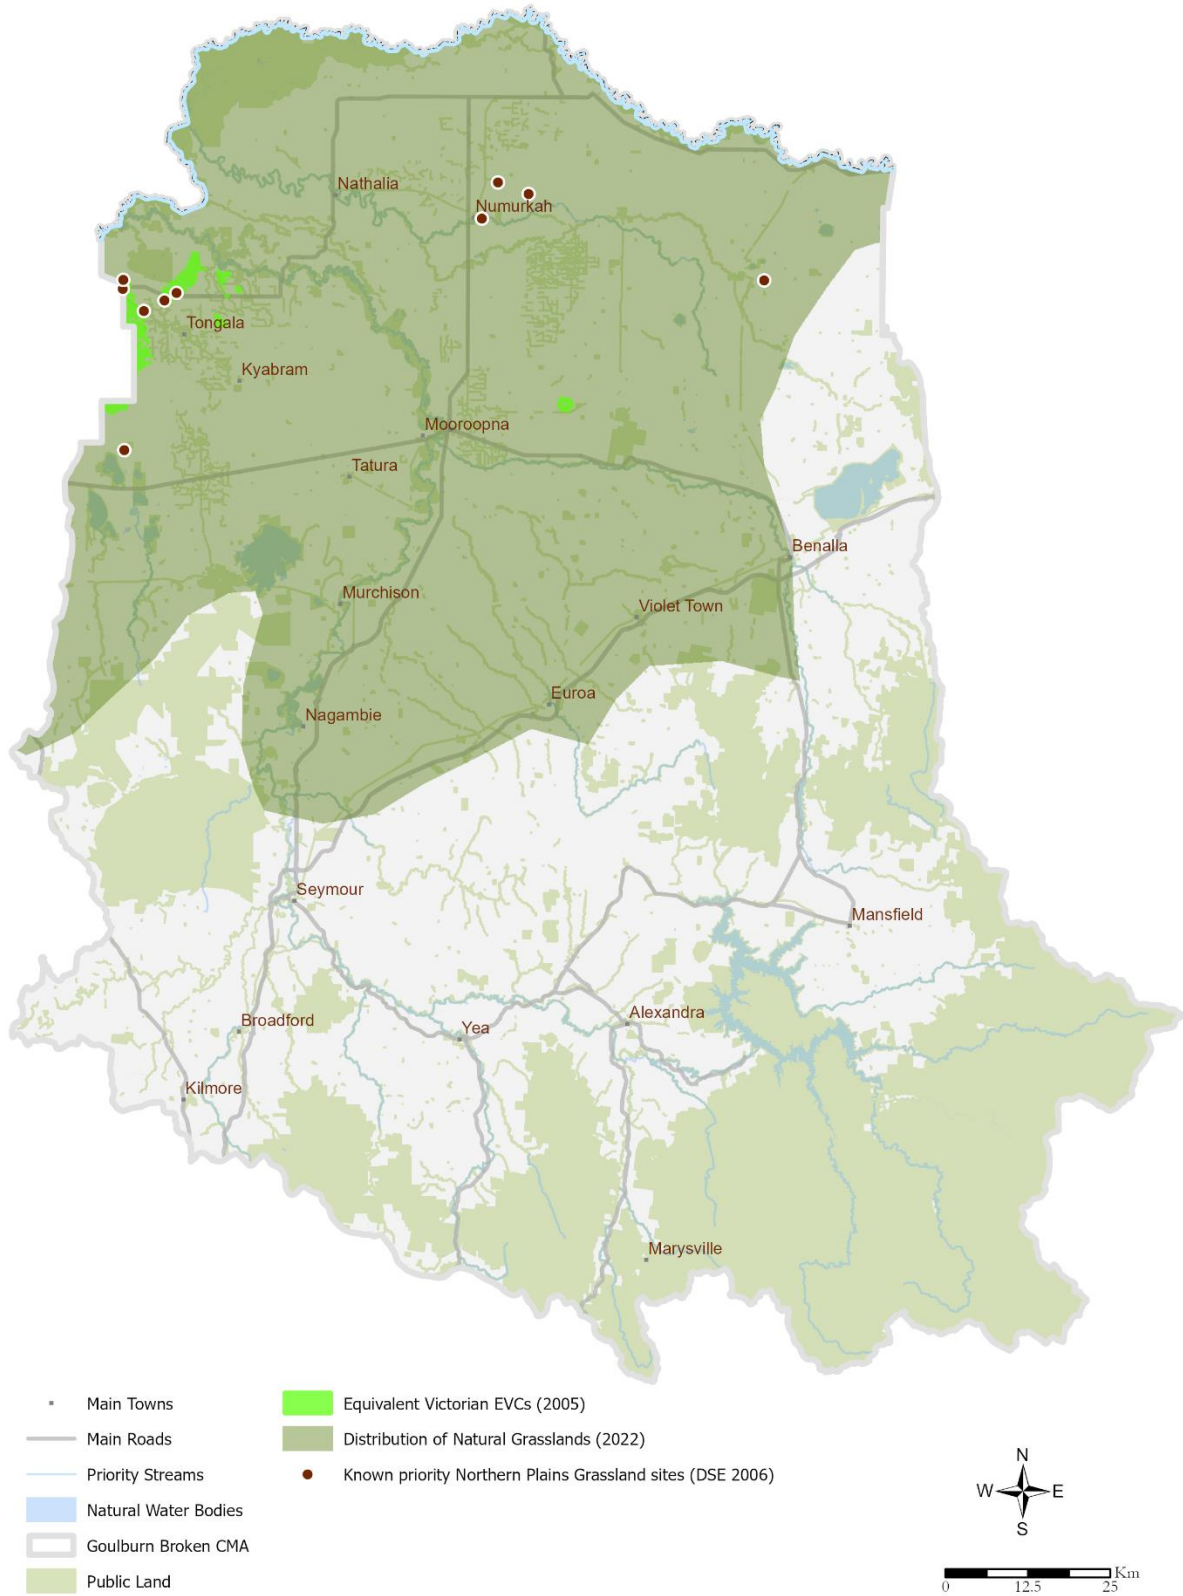 Nathalia
Numurkah
Tongala
Kyabram
Mooroopna
Tatura
Benalla
Murchison
Violet Town
Euroa
Nagambie
Seymour
Mansfield
Alexandra
Broadford
Yea
Kilmore
Marysville
Main Towns
Main Roads
Priority Streams
Natural Water Bodies
Goulburn Broken CMA
Public Land
Equivalent Victorian EVCs (2005)
Distribution of Natural Grasslands (2022)
Known priority Northern Plains Grassland sites (DSE 2006)
N
W E
S
Km
0 12.5 25